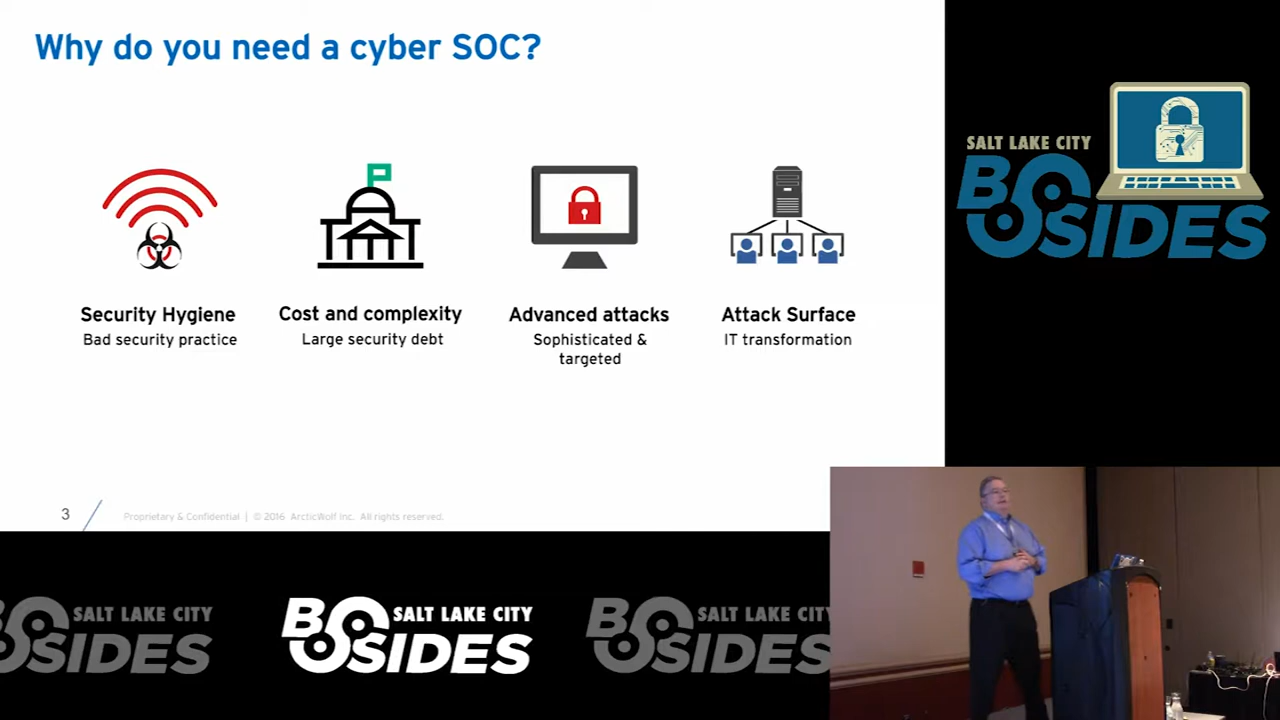 Why do you need a cyber SOC?
Security Hygiene
Bad security practice
Cost and complexity
Large security debt
Advanced attacks
Sophisticated &
targeted
Attack Surface
IT transformation
3
Proprietary & Confidential | © 2016 ArcticWolf Inc. All rights reserved.
SALT LAKE CITY
BSIDES
SALT LAKE CITY
BSIDES
SALT LAKE CITY
BSIDES
SALT LAKE CITY
BSIDES